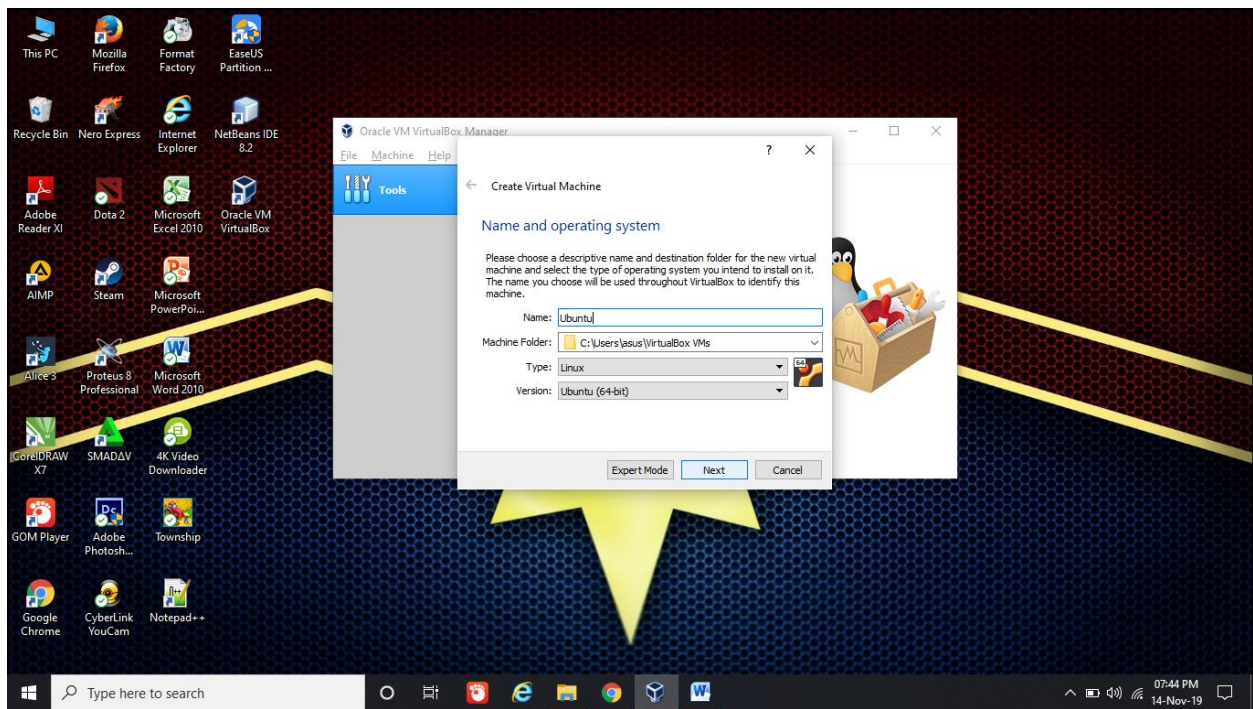 This PC
Mozilla
Firefox
Format
Factory
EaseUS
Partition ...
Recycle Bin
Nero Express
Internet
Explorer
NetBeans IDE
8.2
Adobe
Reader XI
Dota 2
Microsoft
Excel 2010
Oracle VM
VirtualBox
AIMP
Steam
Microsoft
PowerPoi...
Alice 3
Proteus 8
Professional
Microsoft
Word 2010
CorelDRAW
X7
SMADΔV
4K Video
Downloader
GOM Player
Adobe
Photosh...
Township
Google
Chrome
CyberLink
YouCam
Notepad++
Oracle VM VirtualBox Manager
File Machine Help
Tools
Create Virtual Machine
Name and operating system
Please choose a descriptive name and destination folder for the new virtual
machine and select the type of operating system you intend to install on it.
The name you choose will be used throughout VirtualBox to identify this
machine.
Name: Ubuntu
Machine Folder: C:\Users\asus\VirtualBox VMs
Type: Linux
64
Version: Ubuntu (64-bit)
Expert Mode Next Cancel
Type here to search
07:44 PM
14-Nov-19